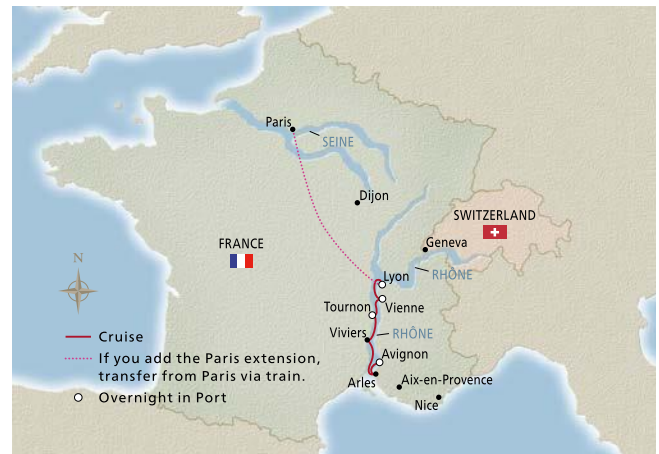 Paris
SEINE
Dijon
SWITZERLAND
FRANCE
Geneva
Lyon
RHÔNE
N
Tournon
Vienne
Viviers
RHÔNE
Cruise
Avignon
If you add the Paris extension,
transfer from Paris via train.
Arles
Aix-en-Provence
Overnight in Port
Nice